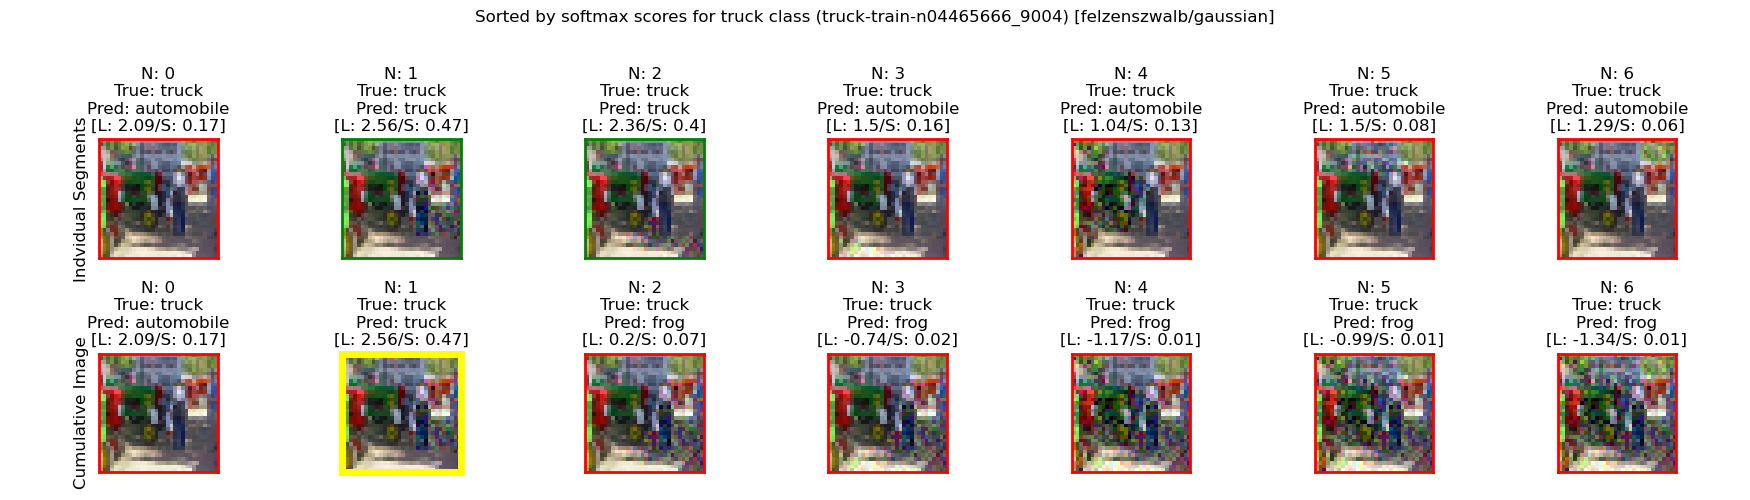 Sorted by softmax scores for truck class (truck-train-n04465666_9004) [felzenszwalb/gaussian]
Indvidual Segments
N: 0
True: truck
Pred: automobile
[L: 2.09/S: 0.17]
N: 1
True: truck
Pred: truck
[L: 2.56/S: 0.47]
N: 2
True: truck
Pred: truck
[L: 2.36/S: 0.4]
N: 3
True: truck
Pred: automobile
[L: 1.5/S: 0.16]
N: 4
True: truck
Pred: automobile
[L: 1.04/S: 0.13]
N: 5
True: truck
Pred: automobile
[L: 1.5/S: 0.08]
N: 6
True: truck
Pred: automobile
[L: 1.29/S: 0.06]
Cumulative Image
N: 0
True: truck
Pred: automobile
[L: 2.09/S: 0.17]
N: 1
True: truck
Pred: truck
[L: 2.56/S: 0.47]
N: 2
True: truck
Pred: frog
[L: 0.2/S: 0.07]
N: 3
True: truck
Pred: frog
[L: -0.74/S: 0.02]
N: 4
True: truck
Pred: frog
[L: -1.17/S: 0.01]
N: 5
True: truck
Pred: frog
[L: -0.99/S: 0.01]
N: 6
True: truck
Pred: frog
[L: -1.34/S: 0.01]